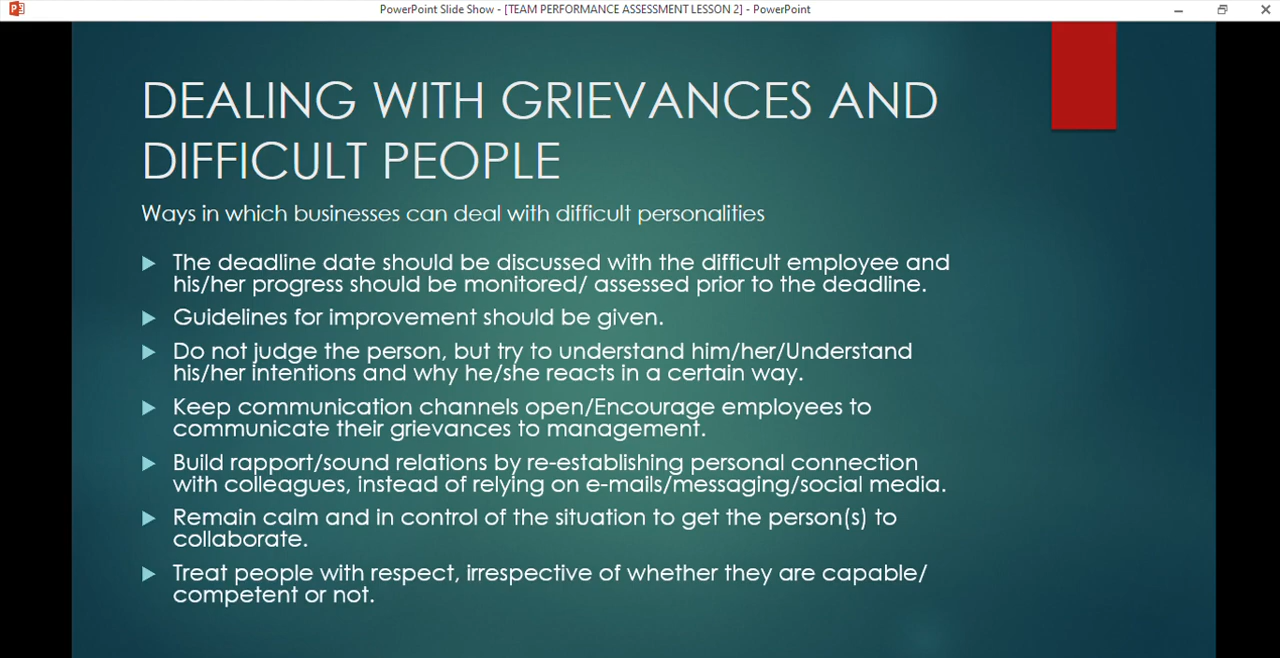 PowerPoint Slide Show - [TEAM PERFORMANCE ASSESSMENT LESSON 2] - PowerPoint
DEALING WITH GRIEVANCES AND
DIFFICULT PEOPLE
Ways in which businesses can deal with difficult personalities
The deadline date should be discussed with the difficult employee and
his/her progress should be monitored/ assessed prior to the deadline.
Guidelines for improvement should be given.
Do not judge the person, but try to understand him/her/Understand
his/her intentions and why he/she reacts in a certain way.
Keep communication channels open/Encourage employees to
communicate their grievances to management.
Build rapport/sound relations by re-establishing personal connection
with colleagues, instead of relying on e-mails/messaging/social media.
Remain calm and in control of the situation to get the person(s) to
collaborate.
Treat people with respect, irrespective of whether they are capable/
competent or not.